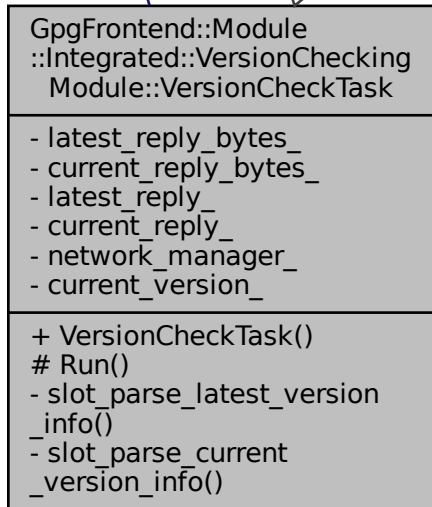 GpgFrontend::Module
::Integrated::VersionChecking
Module::VersionCheckTask
- latest_reply_bytes_
- current_reply_bytes_
- latest_reply_
- current_reply_
- network_manager_
- current_version_
+ VersionCheckTask()
# Run()
- slot_parse_latest_version
_info()
- slot_parse_current
_version_info()